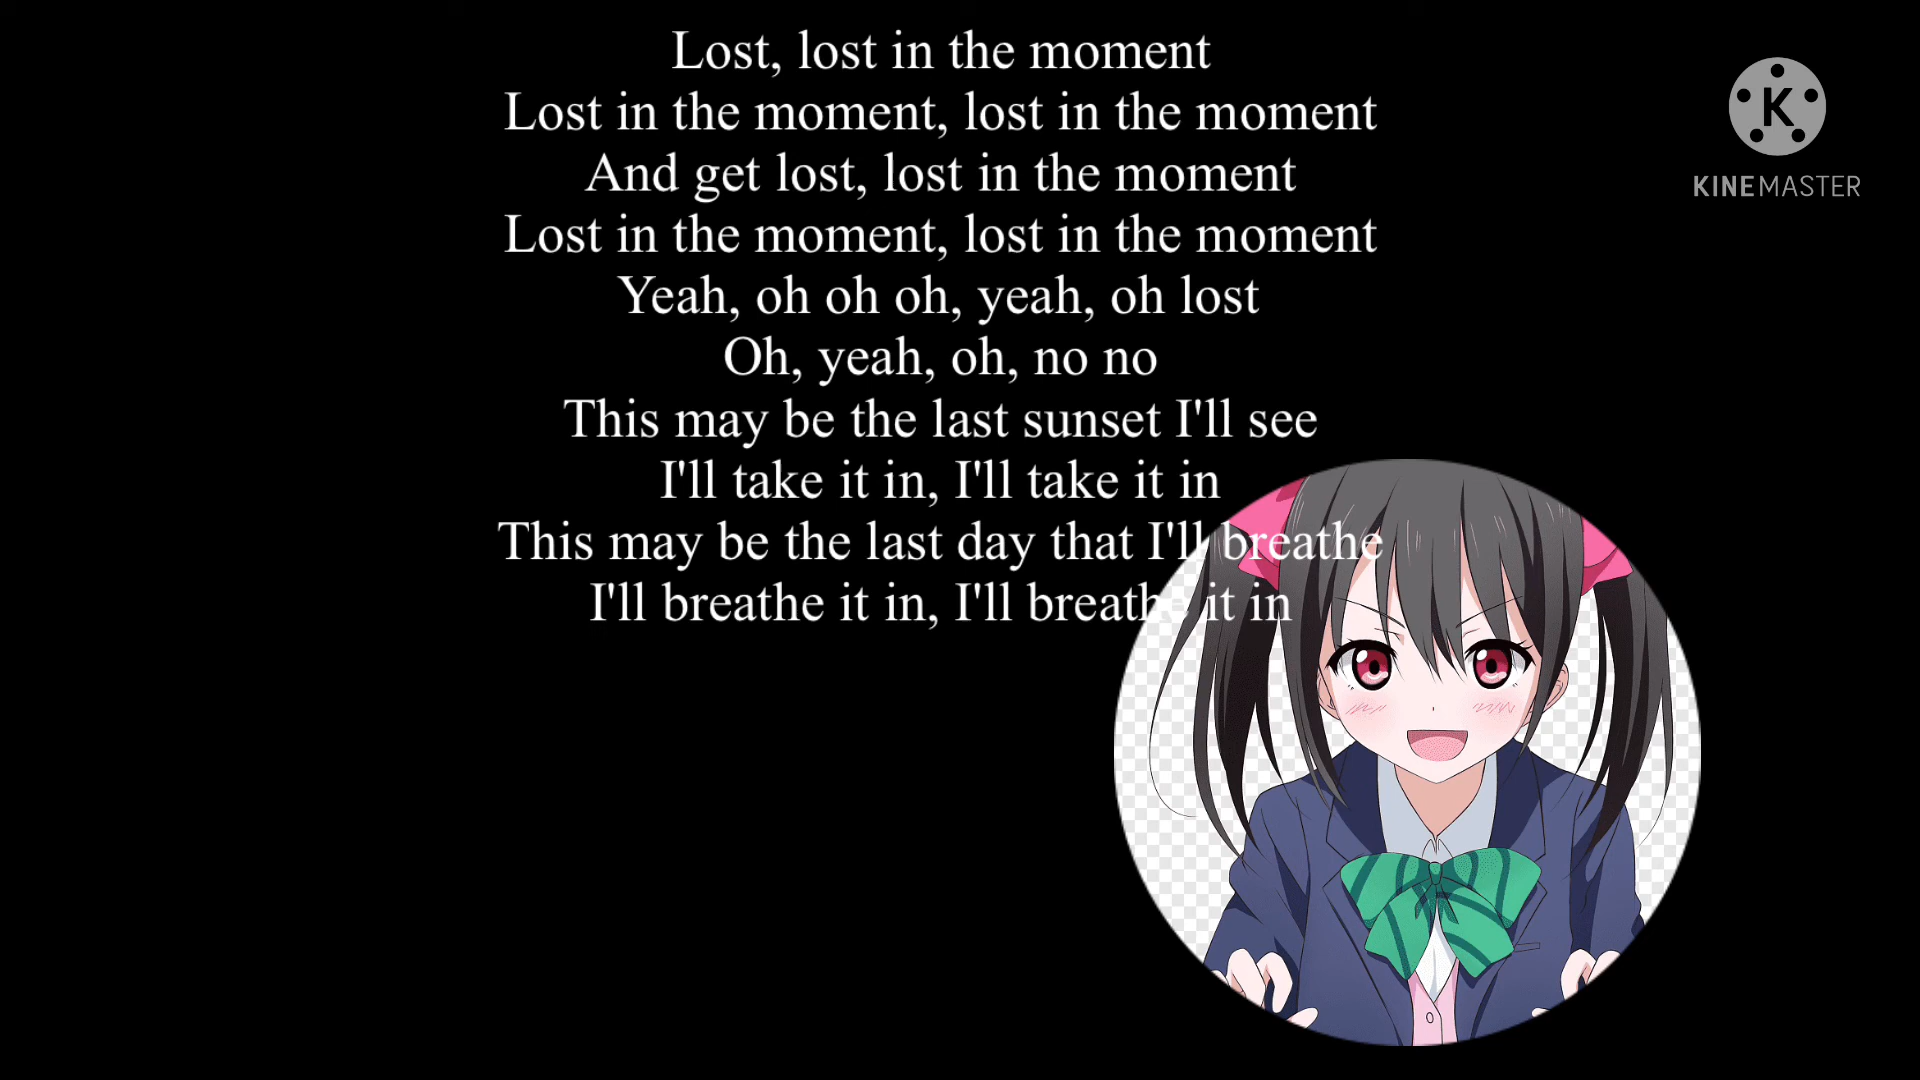 Lost, lost in the moment
Lost in the moment, lost in the moment
And get lost, lost in the moment
Lost in the moment, lost in the moment
Yeah, oh oh oh, yeah, oh lost
Oh, yeah, oh, no no
This may be the last sunset I'll see
I'll take it in, I'll take it in
This may be the last day that I'll breathe
I'll breathe it in, I'll breathe it in
K
KINEMASTER